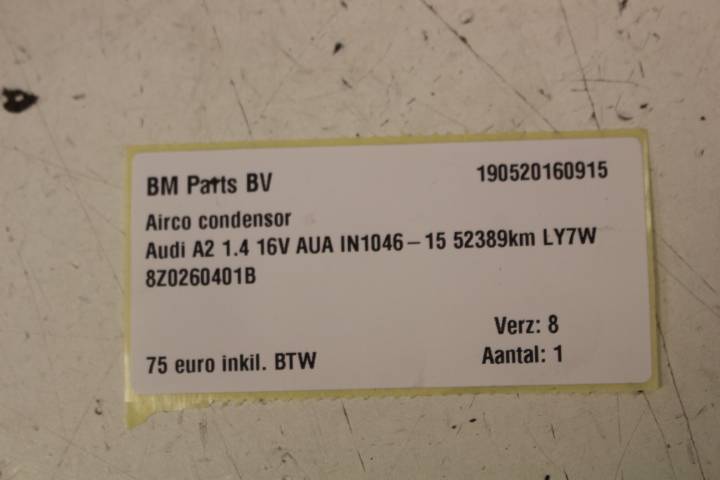 BM Parts BV 190520160915
Airco condensor
Audi A2 1.4 16V AUA IN1046-15 52389km LY7W
8Z0260401B
Verz: 8
75 euro inkil. BTW Aantal: 1